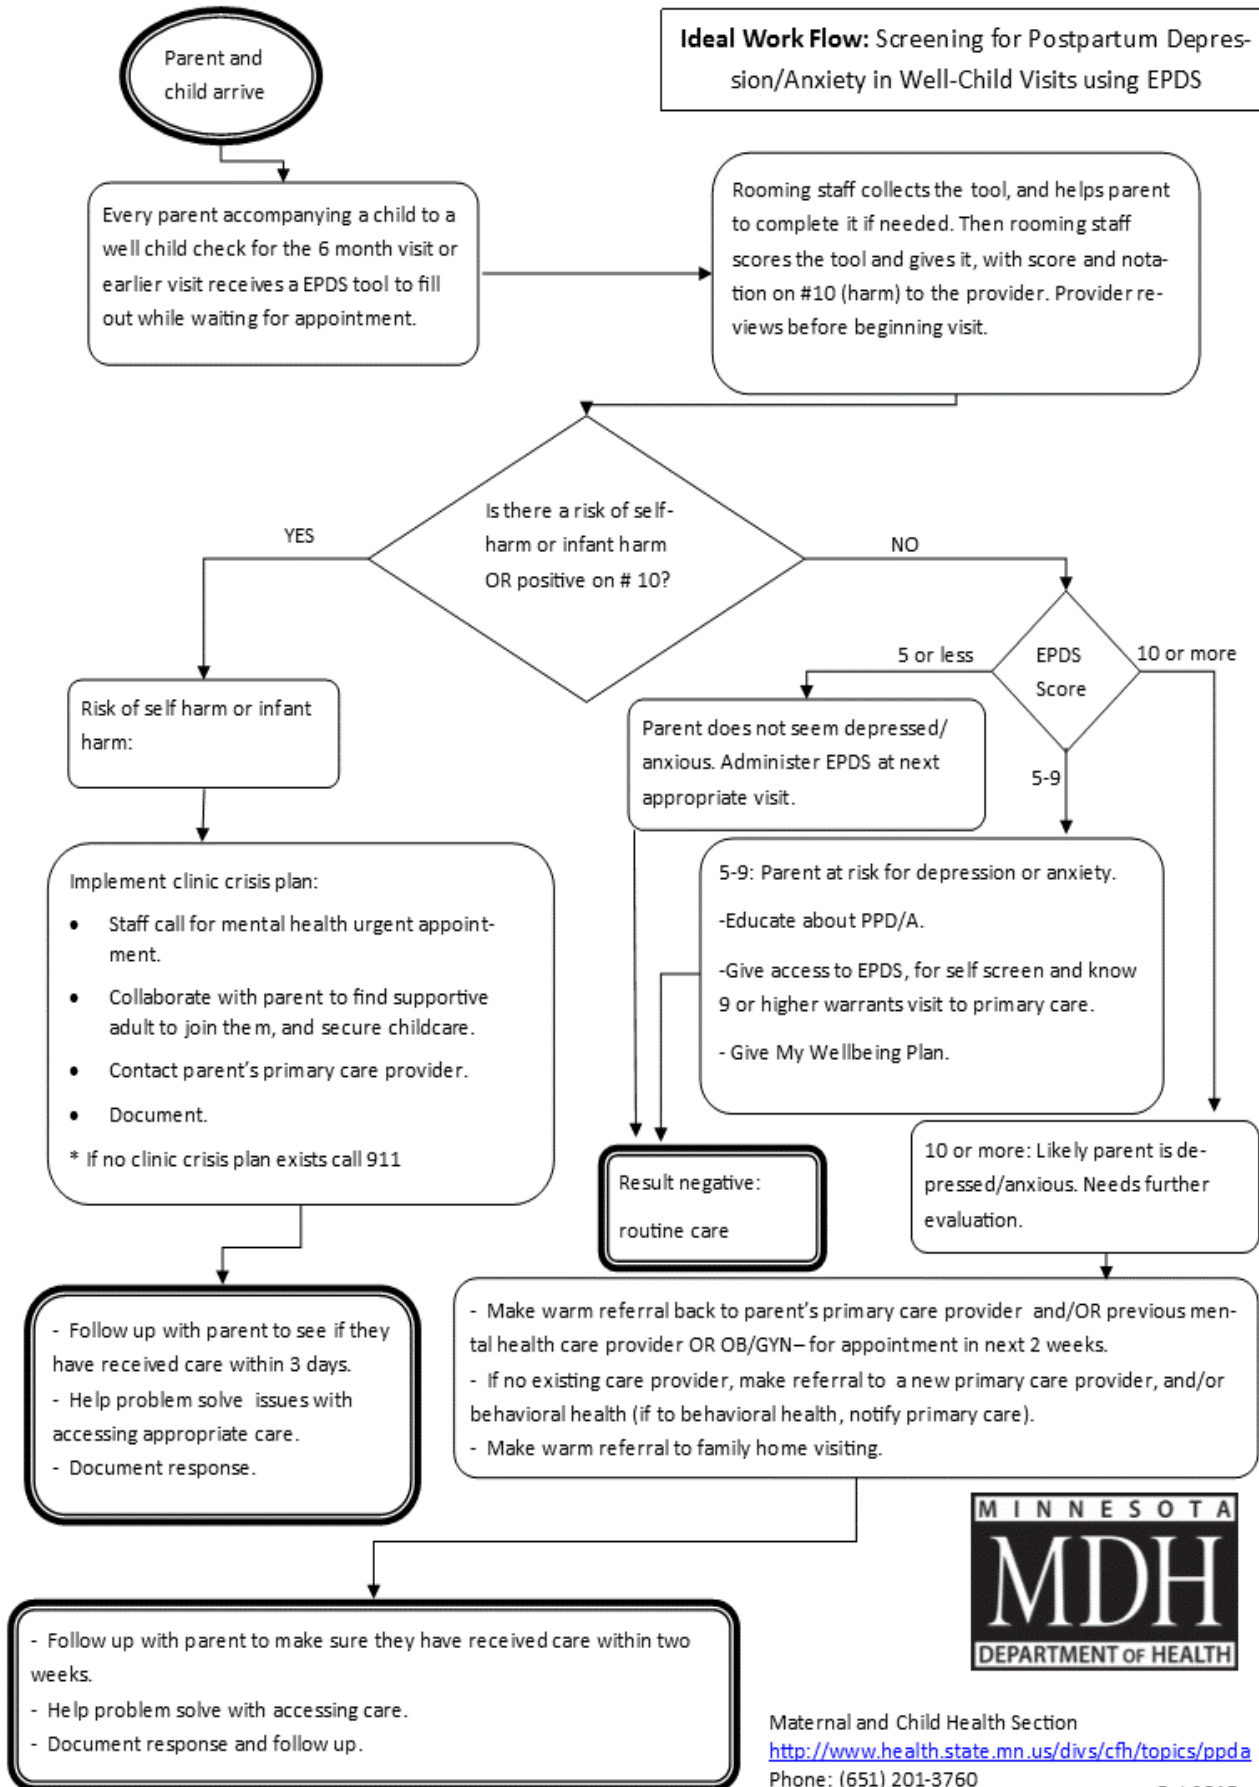 Parent and
child arrive
Ideal Work Flow: Screening for Postpartum Depres-
sion/Anxiety in Well-Child Visits using EPDS
Every parent accompanying a child to a
well child check for the 6 month visit or
earlier visit receives a EPDS tool to fill
out while waiting for appointment.
Rooming staff collects the tool, and helps parent
to complete it if needed. Then rooming staff
scores the tool and gives it, with score and nota-
tion on #10 (harm) to the provider. Provider re-
views before beginning visit.
Is there a risk of self-
harm or infant harm
OR positive on # 10?
YES
NO
EPDS
Score
5 or less
10 or more
5-9
Risk of self harm or infant
harm:
Parent does not seem depressed/
anxious. Administer EPDS at next
appropriate visit.
Implement clinic crisis plan:
• Staff call for mental health urgent appoint-
ment.
• Collaborate with parent to find supportive
adult to join them, and secure childcare.
• Contact parent's primary care provider.
• Document.
* If no clinic crisis plan exists call 911
5-9: Parent at risk for depression or anxiety.
-Educate about PPD/A.
-Give access to EPDS, for self screen and know
9 or higher warrants visit to primary care.
- Give My Wellbeing Plan.
Result negative:
routine care
10 or more: Likely parent is de-
pressed/anxious. Needs further
evaluation.
- Follow up with parent to see if they
have received care within 3 days.
- Help problem solve issues with
accessing appropriate care.
- Document response.
- Make warm referral back to parent's primary care provider and/OR previous men-
tal health care provider OR OB/GYN– for appointment in next 2 weeks.
- If no existing care provider, make referral to a new primary care provider, and/or
behavioral health (if to behavioral health, notify primary care).
- Make warm referral to family home visiting.
- Follow up with parent to make sure they have received care within two
weeks.
- Help problem solve with accessing care.
- Document response and follow up.
MINNESOTA
MDH
DEPARTMENT OF HEALTH
Maternal and Child Health Section
http://www.health.state.mn.us/divs/cfh/topics/ppda
Phone: (651) 201-3760